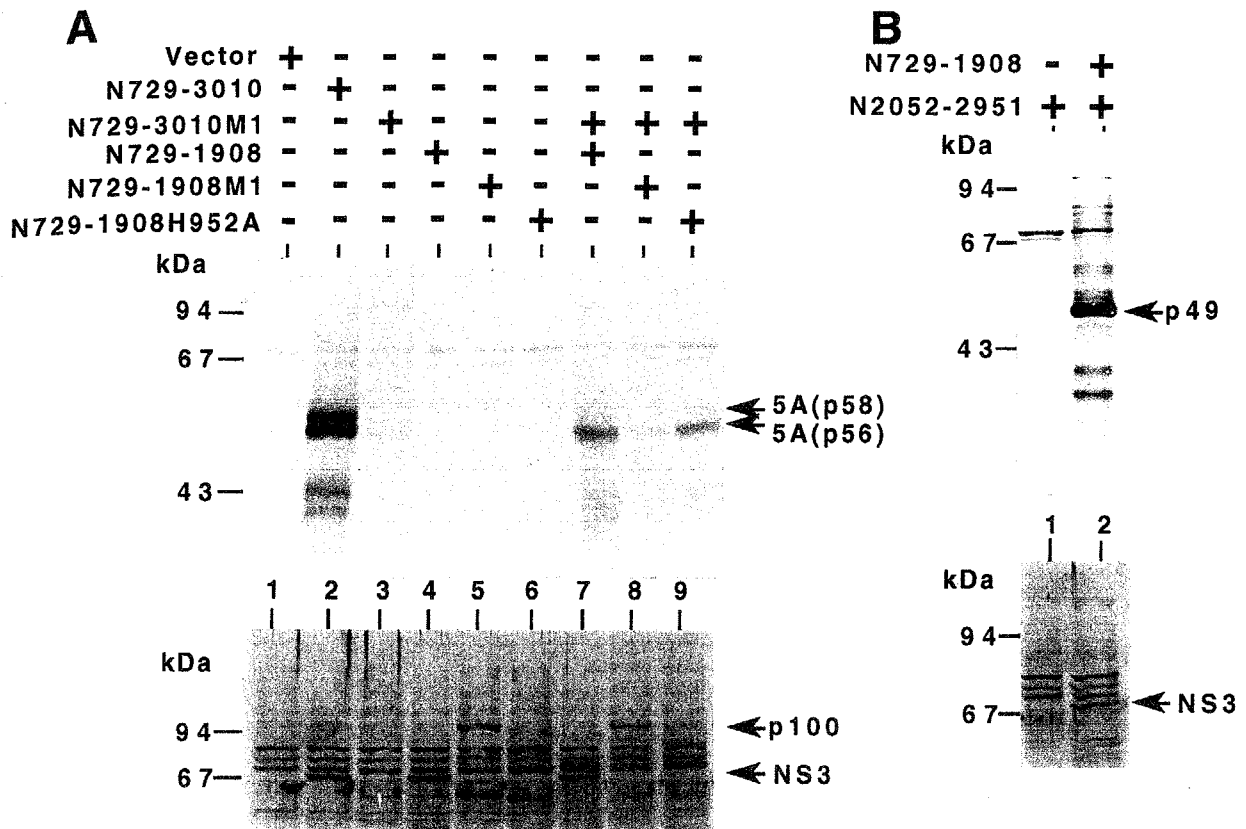 A
Vector + - - - - - - - -
N729-3010 - + - - - - - - -
N729-3010M1 - - + - - - + + +
N729-1908 - - - + - - + - -
N729-1908M1 - - - - + - - + -
N729-1908H952A - - - - - + - - +
kDa
94
67
5A(p58)
5A(p56)
43
1 2 3 4 5 6 7 8 9
kDa
94
p100
67
NS3
B
N729-1908 - +
N2052-2951 + +
kDa
94
67
p49
43
1 2
kDa
94
NS3
67